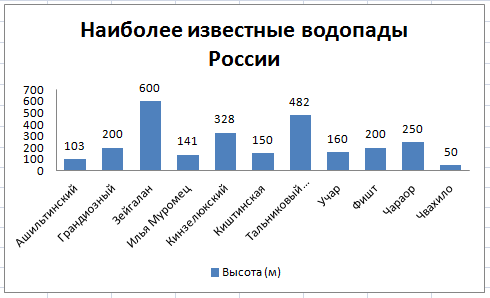 Наиболее известные водопады
России
700
600
500
400
300
200
100
0
103
200
600
141
328
150
482
160
200
250
50
Ашильтинский
Грандиозный
Зейгалан
Илья Муромец
Кинзелюкский
Киштинская
Тальниковый...
Учар
Фишт
Чараор
Чвахило
Высота (м)